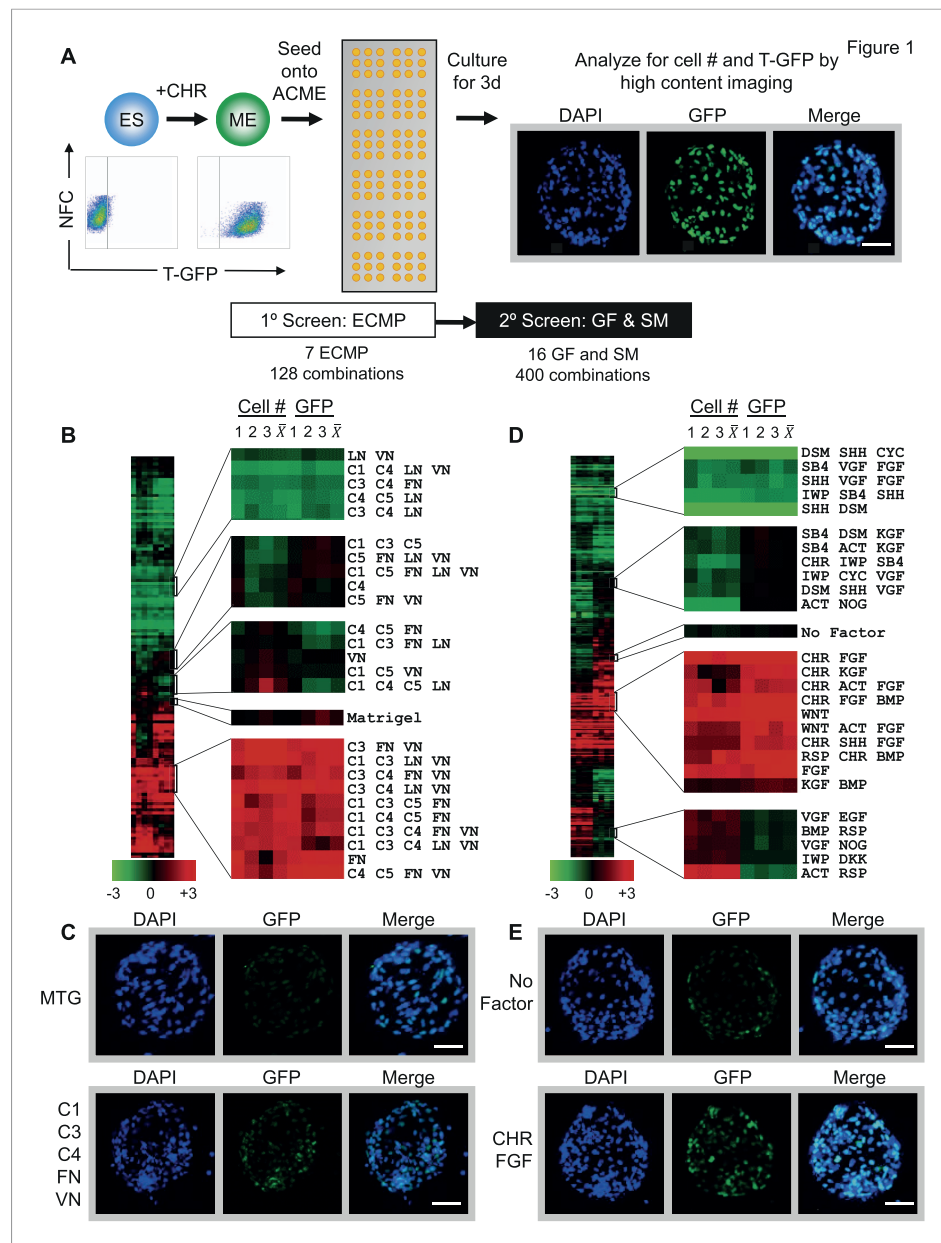 Figure 1
A
Seed
onto
ACME
+CHR
ES
ME
Culture
for 3d
Analyze for cell # and T-GFP by
high content imaging
DAPI GFP Merge
NFC
T-GFP
1º Screen: ECMP
2º Screen: GF & SM
7 ECMP
128 combinations
16 GF and SM
400 combinations
B
Cell # GFP
1 2 3 X̄ 1 2 3 X̄
LN VN
C1 C4 LN VN
C3 C4 FN
C4 C5 LN
C3 C4 LN
C1 C3 C5
C5 FN LN VN
C1 C5 FN LN VN
C4
C5 FN VN
C4 C5 FN
C1 C3 FN LN
VN
C1 C5 VN
C1 C4 C5 LN
Matrigel
C3 FN VN
C1 C3 LN VN
C3 C4 FN VN
C3 C4 LN VN
C1 C3 C5 FN
C1 C4 C5 FN
C1 C3 C4 FN VN
C1 C3 C4 LN VN
FN
C4 C5 FN VN
-3 0 +3
D
Cell # GFP
1 2 3 X̄ 1 2 3 X̄
DSM SHH CYC
SB4 VGF FGF
SHH VGF FGF
IWP SB4 SHH
SHH DSM
SB4 DSM KGF
SB4 ACT KGF
CHR IWP SB4
IWP CYC VGF
DSM SHH VGF
ACT NOG
No Factor
CHR FGF
CHR KGF
CHR ACT FGF
CHR FGF BMP
WNT
WNT ACT FGF
CHR SHH FGF
RSP CHR BMP
FGF
KGF BMP
VGF EGF
BMP RSP
VGF NOG
IWP DKK
ACT RSP
-3 0 +3
C
DAPI GFP Merge
MTG
DAPI GFP Merge
C1
C3
C4
FN
VN
E
DAPI GFP Merge
No
Factor
DAPI GFP Merge
CHR
FGF